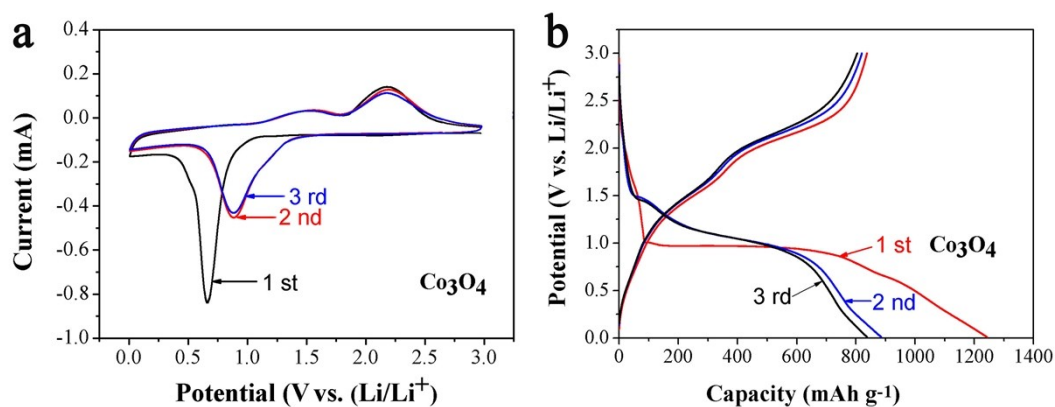 a
Current (mA)
0.4
0.2
0.0
-0.2
-0.4
-0.6
-0.8
-1.0
3 rd
2 nd
1 st
Co3O4
0.0 0.5 1.0 1.5 2.0 2.5 3.0
Potential (V vs. (Li/Li+)
b
Potential (V vs. Li/Li+)
3.0
2.5
2.0
1.5
1.0
0.5
0.0
1 st
Co3O4
3 rd
2 nd
0 200 400 600 800 1000 1200 1400
Capacity (mAh g-1)